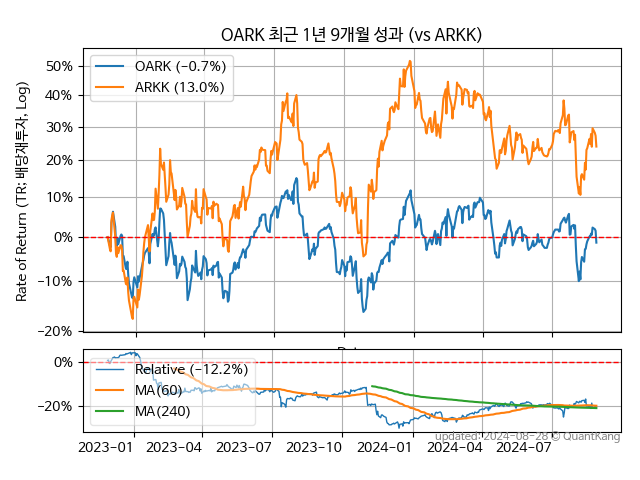 OARK 최근 1년 9개월 성과 (vs ARKK)
Rate of Return (TR: 배당재투자, Log)
50%
40%
30%
20%
10%
0%
−10%
−20%
OARK (−0.7%)
ARKK (13.0%)
0%
−20%
Relative (−12.2%)
MA(60)
MA(240)
updated: 2024-08-28 © QuantKang
2023−01 2023−04 2023−07 2023−10 2024−01 2024−04 2024−07